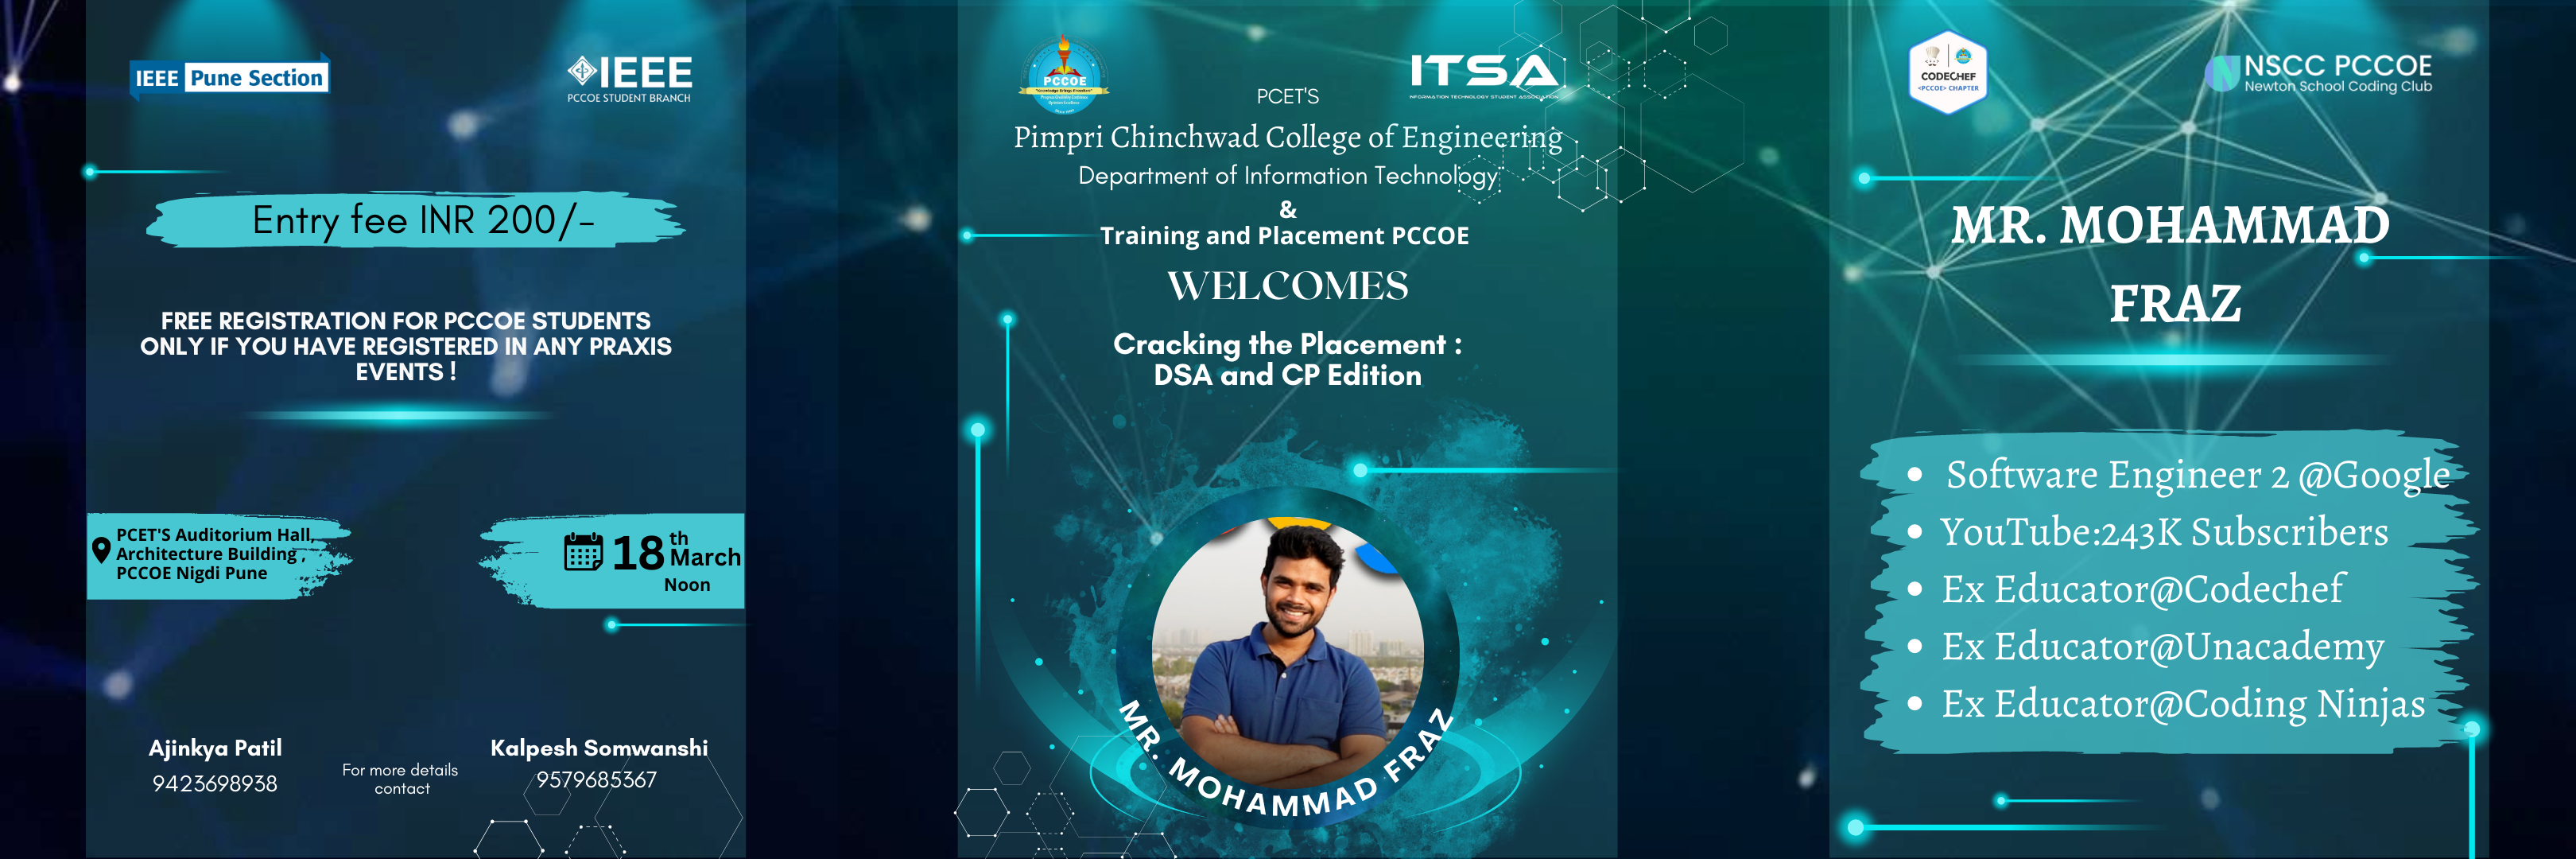 IEEE Pune Section
IEEE
PCCOE STUDENT BRANCH
Entry fee INR 200/-
FREE REGISTRATION FOR PCCOE STUDENTS
ONLY IF YOU HAVE REGISTERED IN ANY PRAXIS
EVENTS !
PCET'S Auditorium Hall,
Architecture Building ,
PCCOE Nigdi Pune
18th March
Noon
Ajinkya Patil
9423698938
For more details
contact
Kalpesh Somwanshi
9579685367
PCCOE
ITSA
INFORMATION TECHNOLOGY STUDENT ASSOCIATION
PCET'S
Pimpri Chinchwad College of Engineering
Department of Information Technology
&
Training and Placement PCCOE
WELCOMES
Cracking the Placement :
DSA and CP Edition
MR. MOHAMMAD FRAZ
CODECHEF
<PCCOE> CHAPTER
NSCC PCCOE
Newton School Coding Club
MR. MOHAMMAD
FRAZ
• Software Engineer 2 @Google
• YouTube:243K Subscribers
• Ex Educator@Codechef
• Ex Educator@Unacademy
• Ex Educator@Coding Ninjas